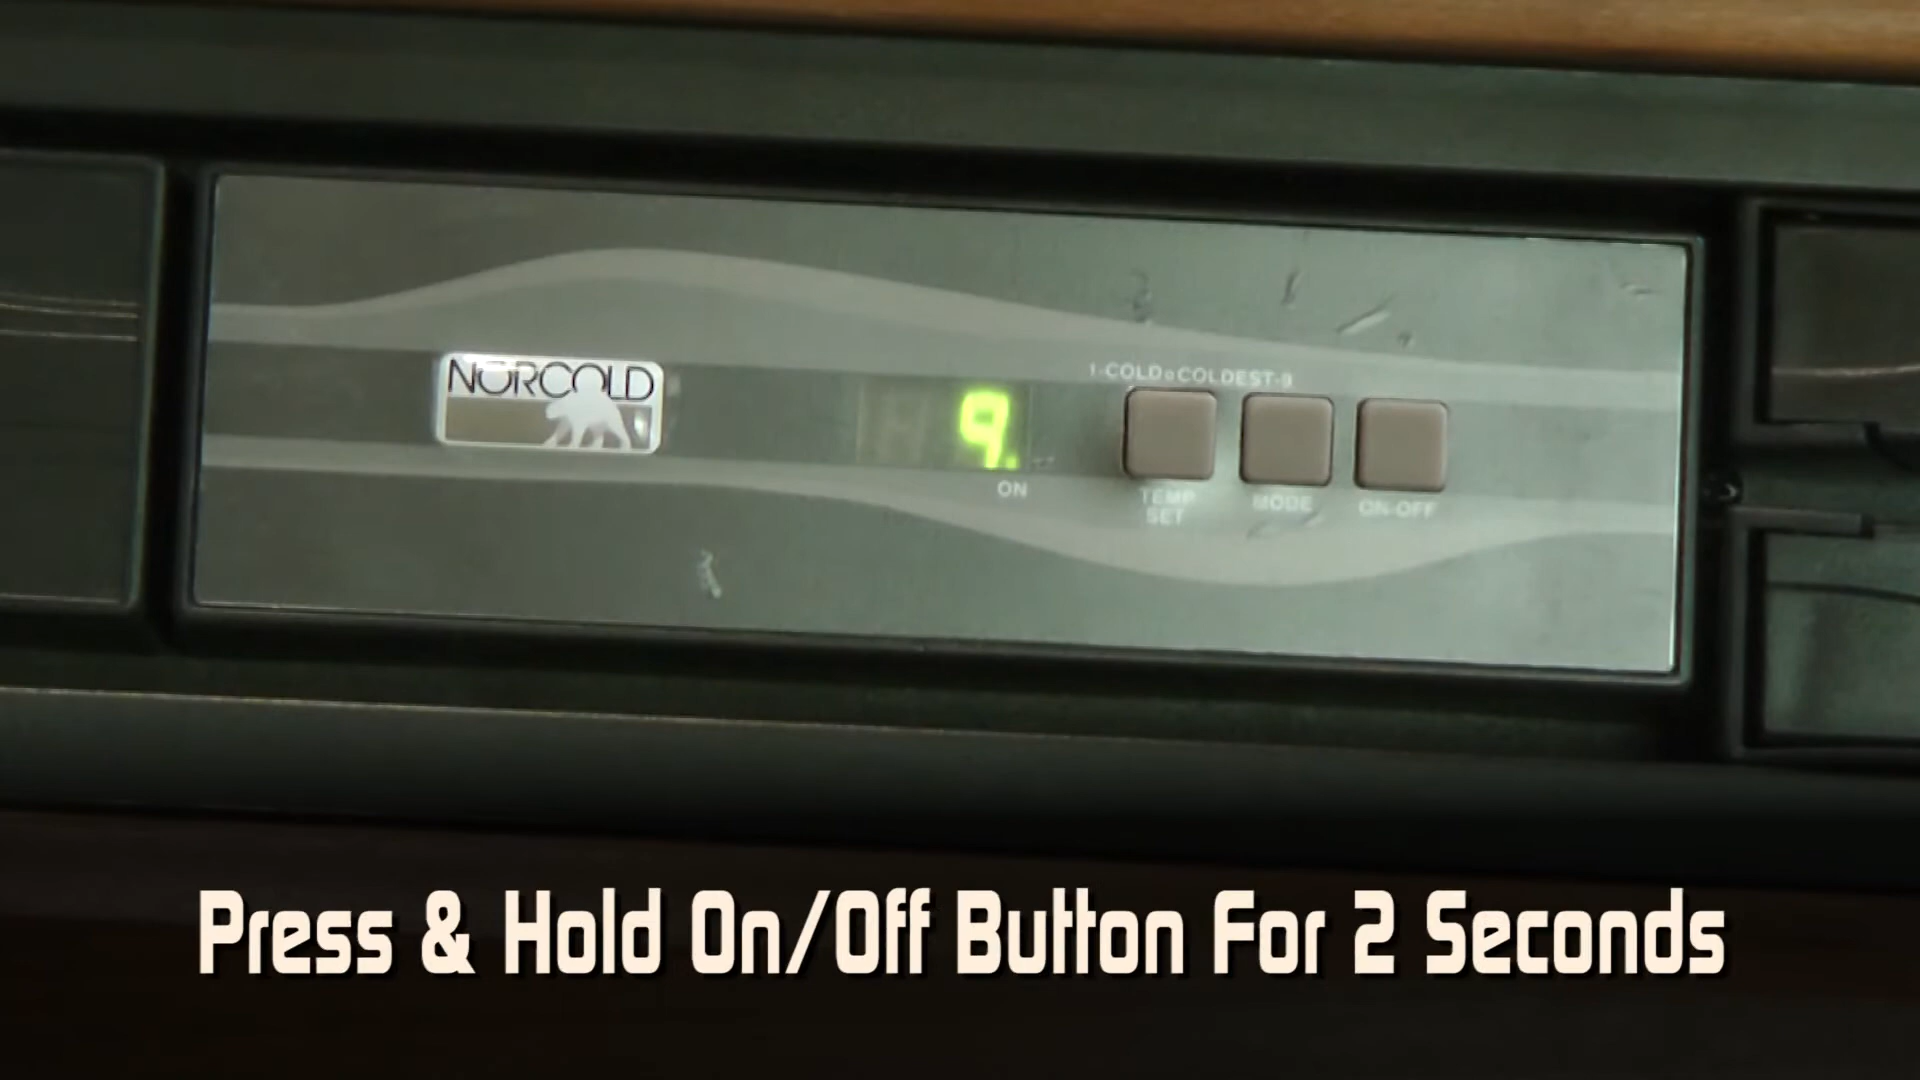 NORCOLD
9.
ON
1-COLD COLDEST-9
TEMP SET
MODE
ON-OFF
Press & Hold On/Off Button For 2 Seconds